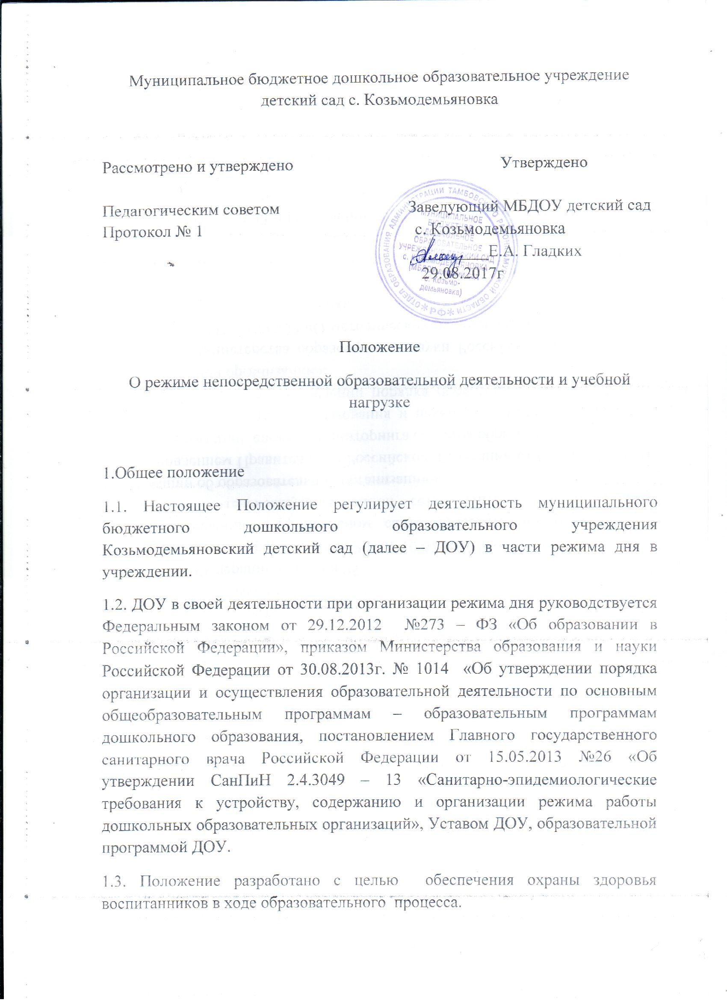 Муниципальное бюджетное дошкольное образовательное учреждение
детский сад с. Козьмодемьяновка
Рассмотрено и утверждено
Утверждено
Педагогическим советом
Заведующий МБДОУ детский сад
Протокол № 1
с. Козьмодемьяновка
Е.А. Гладких
29.08.2017г
ОТДЕЛ ОБРАЗОВАНИЯ АДМИНИСТРАЦИИ ТАМБОВСКОГО РАЙОНА АМУРСКОЙ ОБЛАСТИ * РФ *
МУНИЦИПАЛЬНОЕ
БЮДЖЕТНОЕ
ДОШКОЛЬНОЕ
ОБРАЗОВАТЕЛЬНОЕ
УЧРЕЖДЕНИЕ ДЕТСКИЙ САД
с. КОЗЬМОДЕМЬЯНОВКА
(МБДОУ детский сад
с. Козьмо-
демьяновка)
Положение
О режиме непосредственной образовательной деятельности и учебной
нагрузке
1.Общее положение
1.1. Настоящее Положение регулирует деятельность муниципального
бюджетного дошкольного образовательного учреждения
Козьмодемьяновский детский сад (далее – ДОУ) в части режима дня в
учреждении.
1.2. ДОУ в своей деятельности при организации режима дня руководствуется
Федеральным законом от 29.12.2012 №273 – ФЗ «Об образовании в
Российской Федерации», приказом Министерства образования и науки
Российской Федерации от 30.08.2013г. № 1014 «Об утверждении порядка
организации и осуществления образовательной деятельности по основным
общеобразовательным программам – образовательным программам
дошкольного образования, постановлением Главного государственного
санитарного врача Российской Федерации от 15.05.2013 №26 «Об
утверждении СанПиН 2.4.3049 – 13 «Санитарно-эпидемиологические
требования к устройству, содержанию и организации режима работы
дошкольных образовательных организаций», Уставом ДОУ, образовательной
программой ДОУ.
1.3. Положение разработано с целью обеспечения охраны здоровья
воспитанников в ходе образовательного процесса.